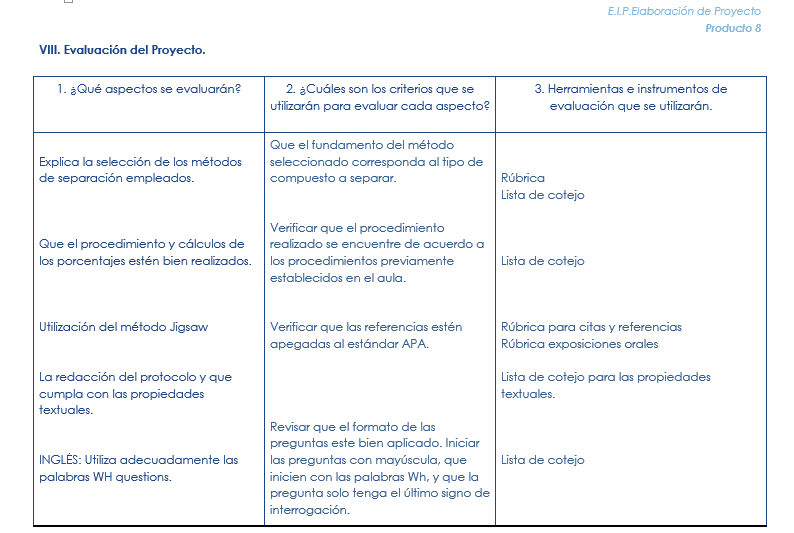 E.I.P.Elaboración de Proyecto
Producto 8
VIII. Evaluación del Proyecto.
1. ¿Qué aspectos se evaluarán?
2. ¿Cuáles son los criterios que se
utilizarán para evaluar cada aspecto?
3. Herramientas e instrumentos de
evaluación que se utilizarán.
Explica la selección de los métodos
de separación empleados.
Que el fundamento del método
seleccionado corresponda al tipo de
compuesto a separar.
Rúbrica
Lista de cotejo
Que el procedimiento y cálculos de
los porcentajes estén bien realizados.
Verificar que el procedimiento
realizado se encuentre de acuerdo a
los procedimientos previamente
establecidos en el aula.
Lista de cotejo
Utilización del método Jigsaw
Verificar que las referencias estén
apegadas al estándar APA.
Rúbrica para citas y referencias
Rúbrica exposiciones orales
La redacción del protocolo y que
cumpla con las propiedades
textuales.
Lista de cotejo para las propiedades
textuales.
INGLÉS: Utiliza adecuadamente las
palabras WH questions.
Revisar que el formato de las
preguntas este bien aplicado. Iniciar
las preguntas con mayúscula, que
inicien con las palabras Wh, y que la
pregunta solo tenga el último signo de
interrogación.
Lista de cotejo